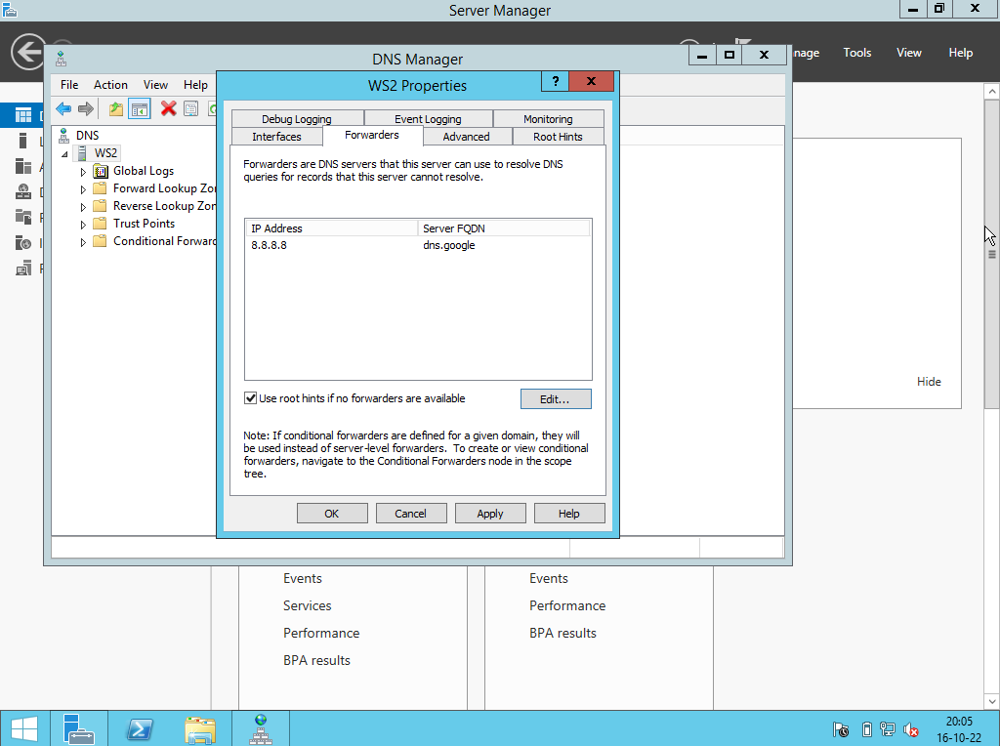 Server Manager
DNS Manager
Tools
View
Help
File
Action
View
Help
WS2 Properties
?
Debug Logging
Event Logging
Monitoring
Interfaces
Forwarders
Advanced
Root Hints
DNS
WS2
Global Logs
Forward Lookup Zo
Reverse Lookup Zon
Trust Points
Conditional Forward
Forwarders are DNS servers that this server can use to resolve DNS
queries for records that this server cannot resolve.
IP Address
Server FQDN
8.8.8.8
dns.google
Use root hints if no forwarders are available
Edit...
Note: If conditional forwarders are defined for a given domain, they will
be used instead of server-level forwarders. To create or view conditional
forwarders, navigate to the Conditional Forwarders node in the scope
tree.
OK
Cancel
Apply
Help
Hide
Events
Services
Performance
BPA results
Events
Performance
BPA results
20:05
16-10-22